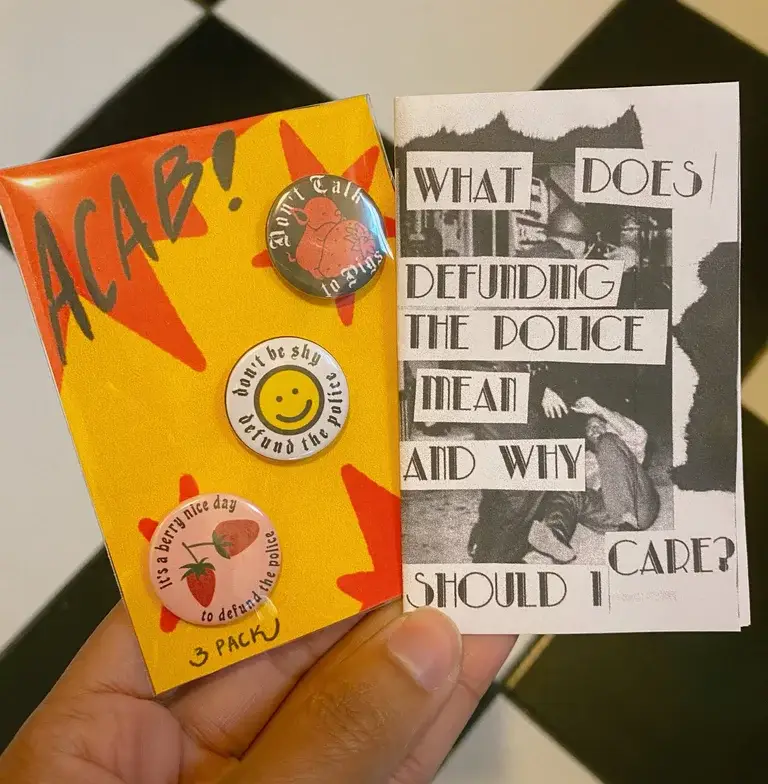 ACAB!
Don't Talk
to Pigs
don't be shy
defund the police
It's a berry nice day
to defund the police
3 PACK
WHAT DOES
DEFUNDING
THE POLICE
MEAN
AND WHY
SHOULD I CARE?